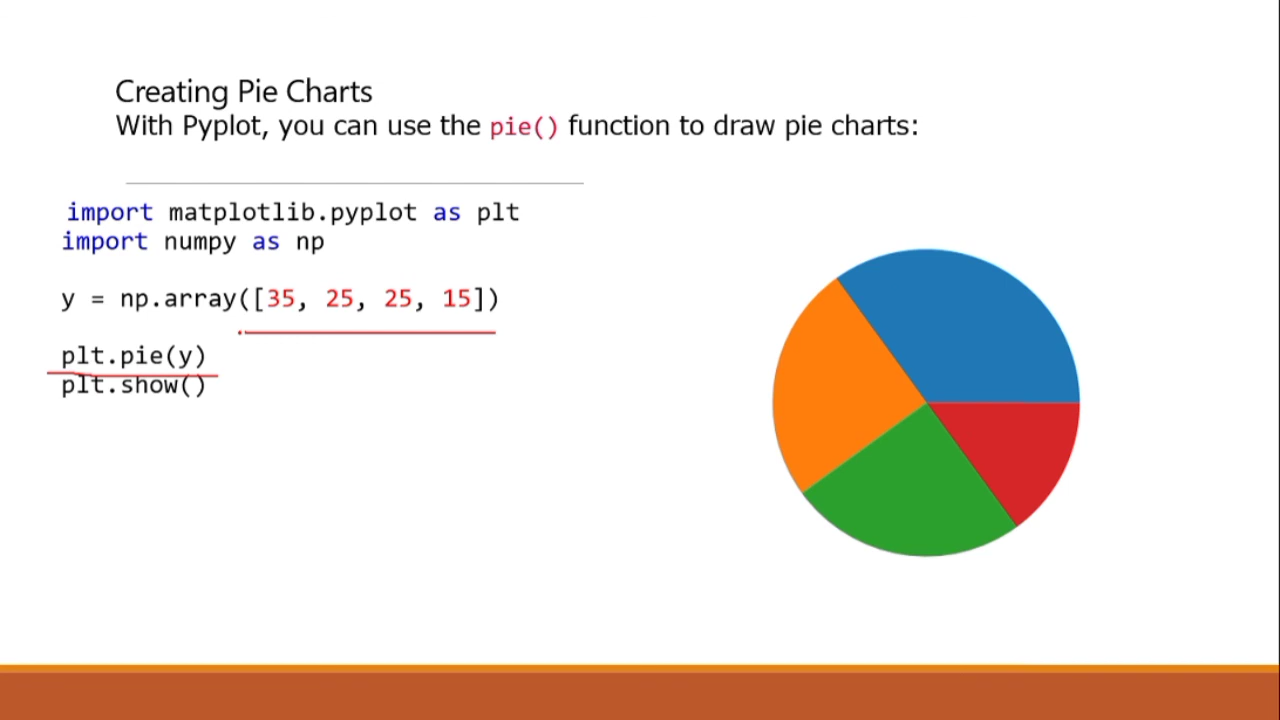 Creating Pie Charts
With Pyplot, you can use the pie() function to draw pie charts:
import matplotlib.pyplot as plt
import numpy as np
y = np.array([35, 25, 25, 15])
plt.pie(y)
plt.show()